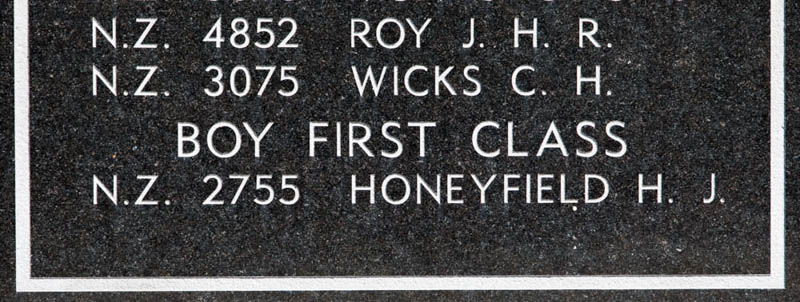 N.Z. 4852 ROY J. H. R.
N.Z. 3075 WICKS C. H.
BOY FIRST CLASS
N.Z. 2755 HONEYFIELD H. J.